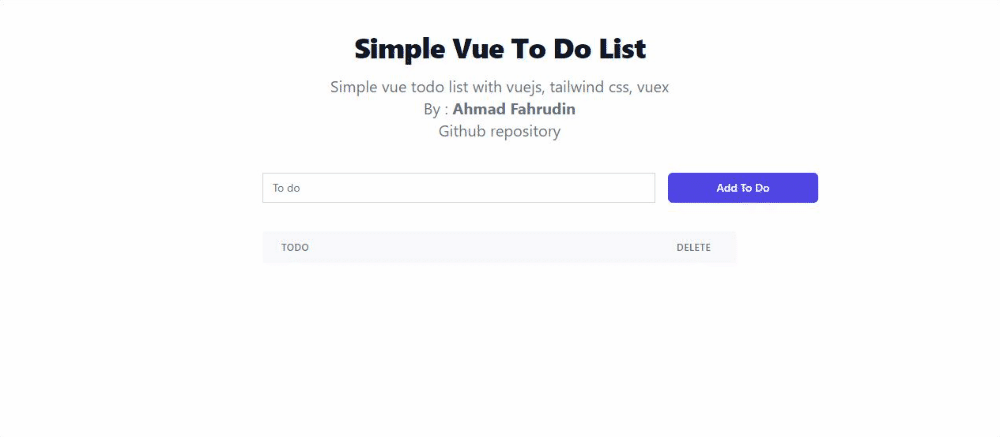 Simple Vue To Do List
Simple vue todo list with vuejs, tailwind css, vuex
By : Ahmad Fahrudin
Github repository
To do
Add To Do
TODO
DELETE